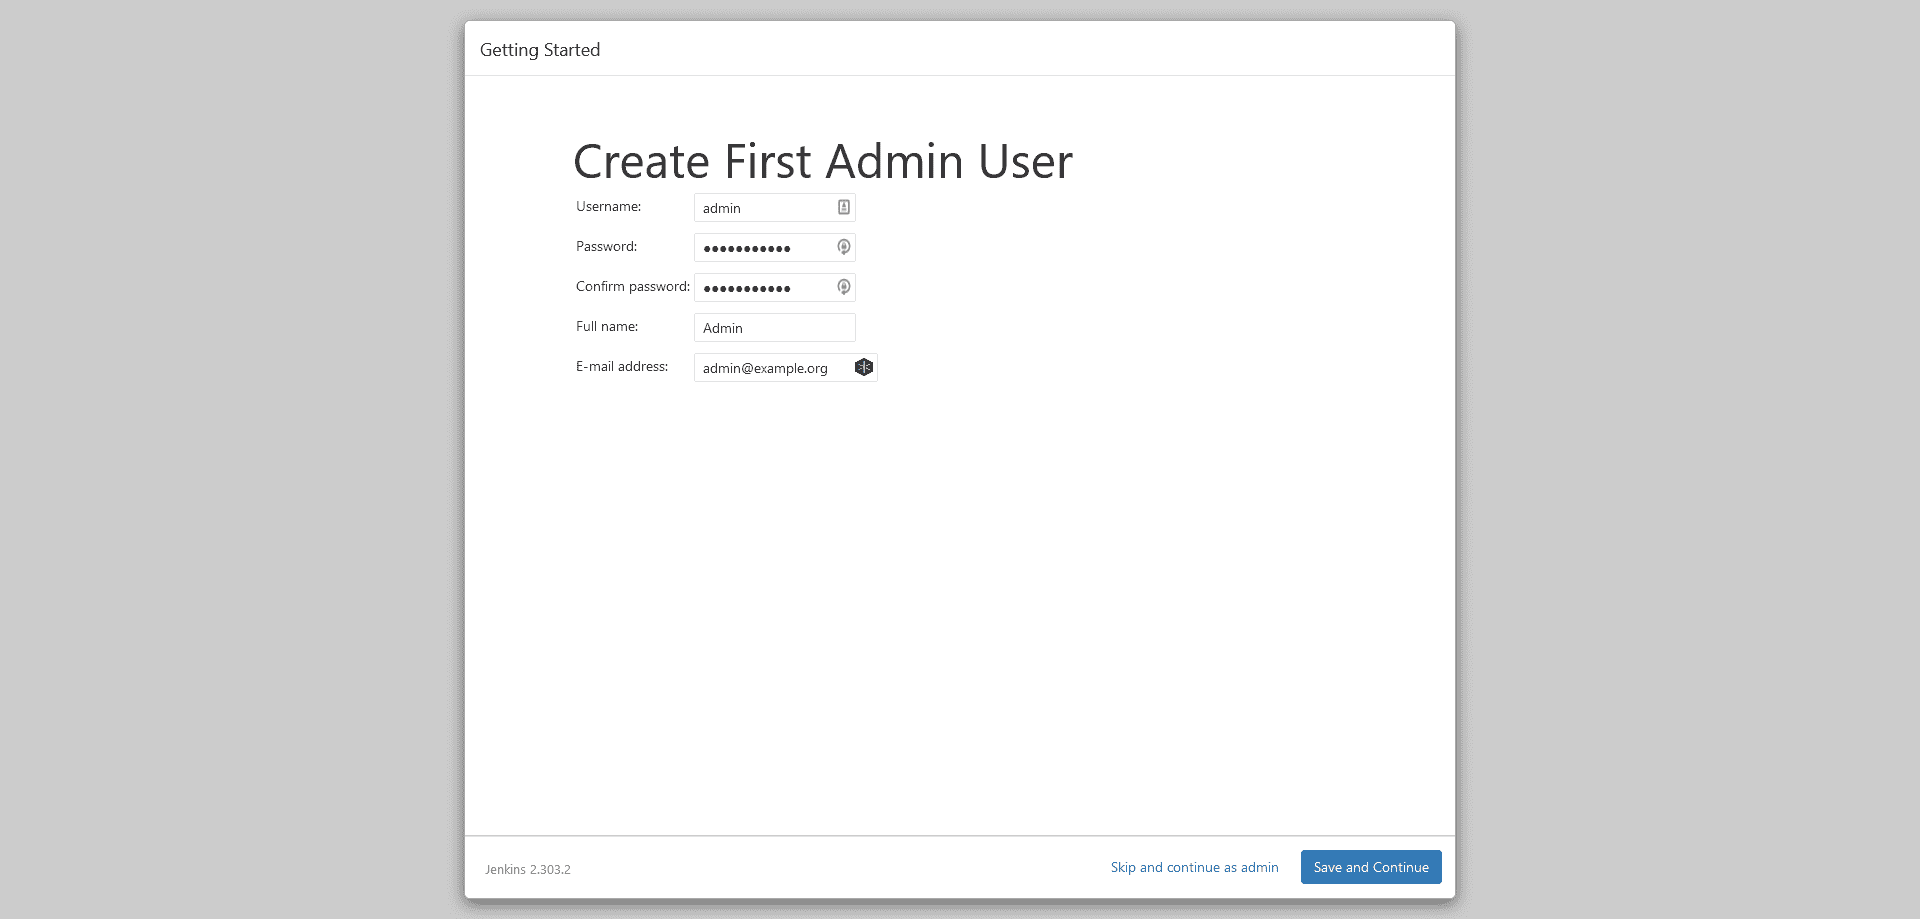 Getting Started
Create First Admin User
Username: admin
Password: ●●●●●●●●●●●
Confirm password: ●●●●●●●●●●●
Full name: Admin
E-mail address: admin@example.org
Jenkins 2.303.2 Skip and continue as admin Save and Continue